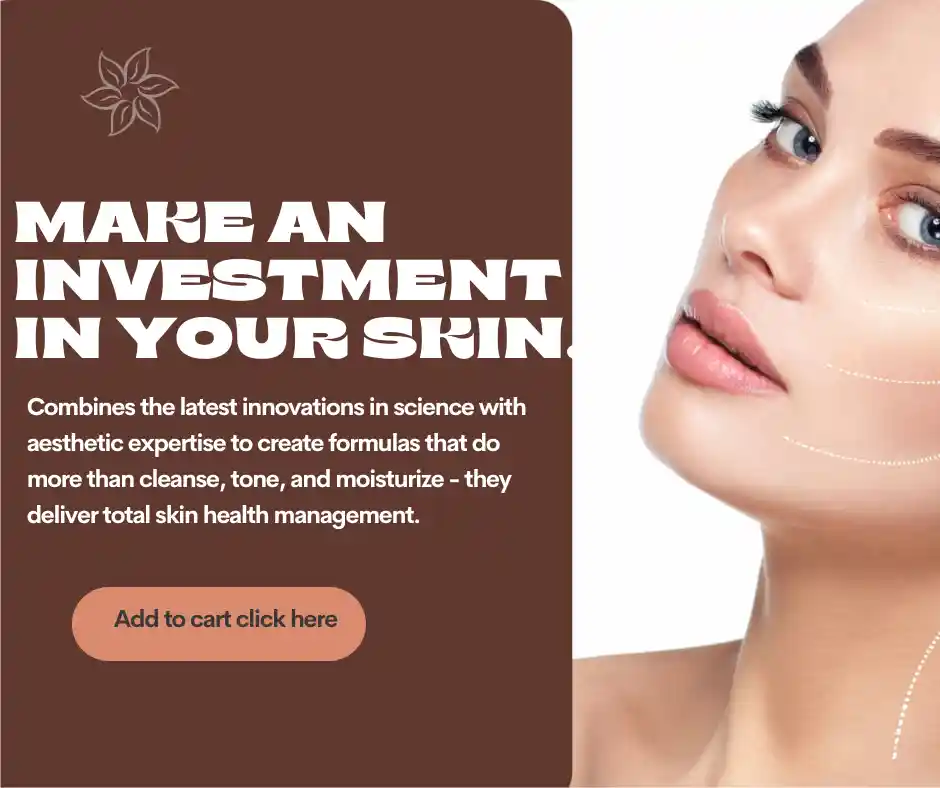 MAKE AN
INVESTMENT
IN YOUR SKIN.
Combines the latest innovations in science with
aesthetic expertise to create formulas that do
more than cleanse, tone, and moisturize - they
deliver total skin health management.
Add to cart click here